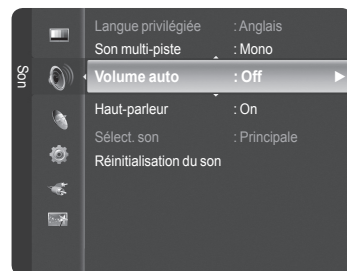 Son
Langue privilégiée : Anglais
Son multi-piste : Mono
Volume auto : Off
Haut-parleur : On
Sélect. son : Principale
Réinitialisation du son